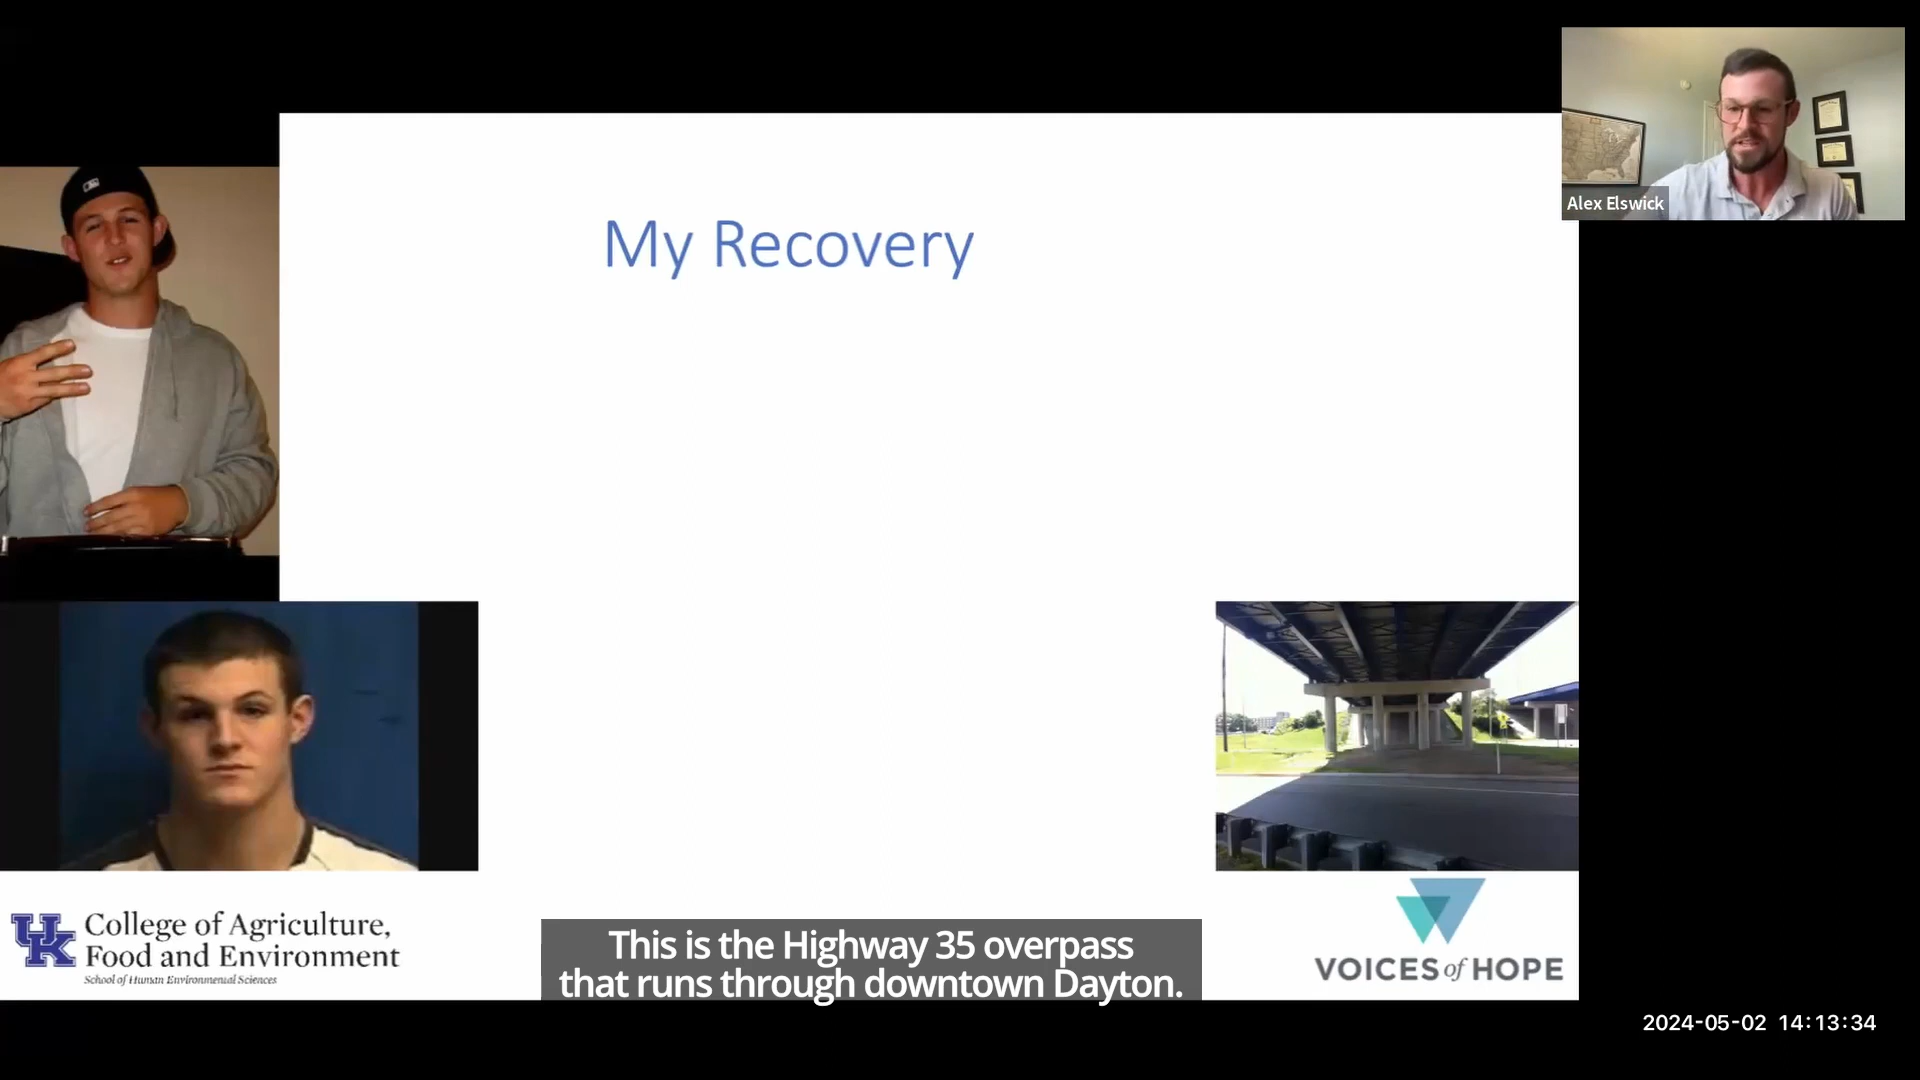 Alex Elswick
My Recovery
UK
College of Agriculture,
Food and Environment
School of Human Environmental Sciences
This is the Highway 35 overpass
that runs through downtown Dayton.
VOICES of HOPE
2024-05-02 14:13:34